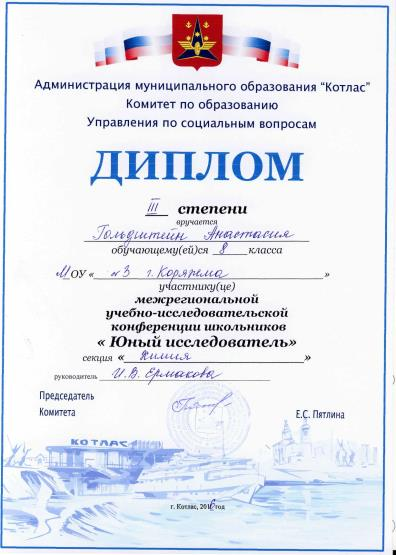 Администрация муниципального образования "Котлас"
Комитет по образованию
Управления по социальным вопросам
ДИПЛОМ
III степени
вручается
Гольдштейн Анастасия
обучающему(ей)ся 8 класса
МОУ «№3 г. Коряжма»
участнику(це)
межрегиональной
учебно-исследовательской
конференции школьников
« Юный исследователь»
секция «Химия»
руководитель И.В. Ермакова
Председатель
Комитета
Е.С. Пятлина
КОТЛАС
г. Котлас, год